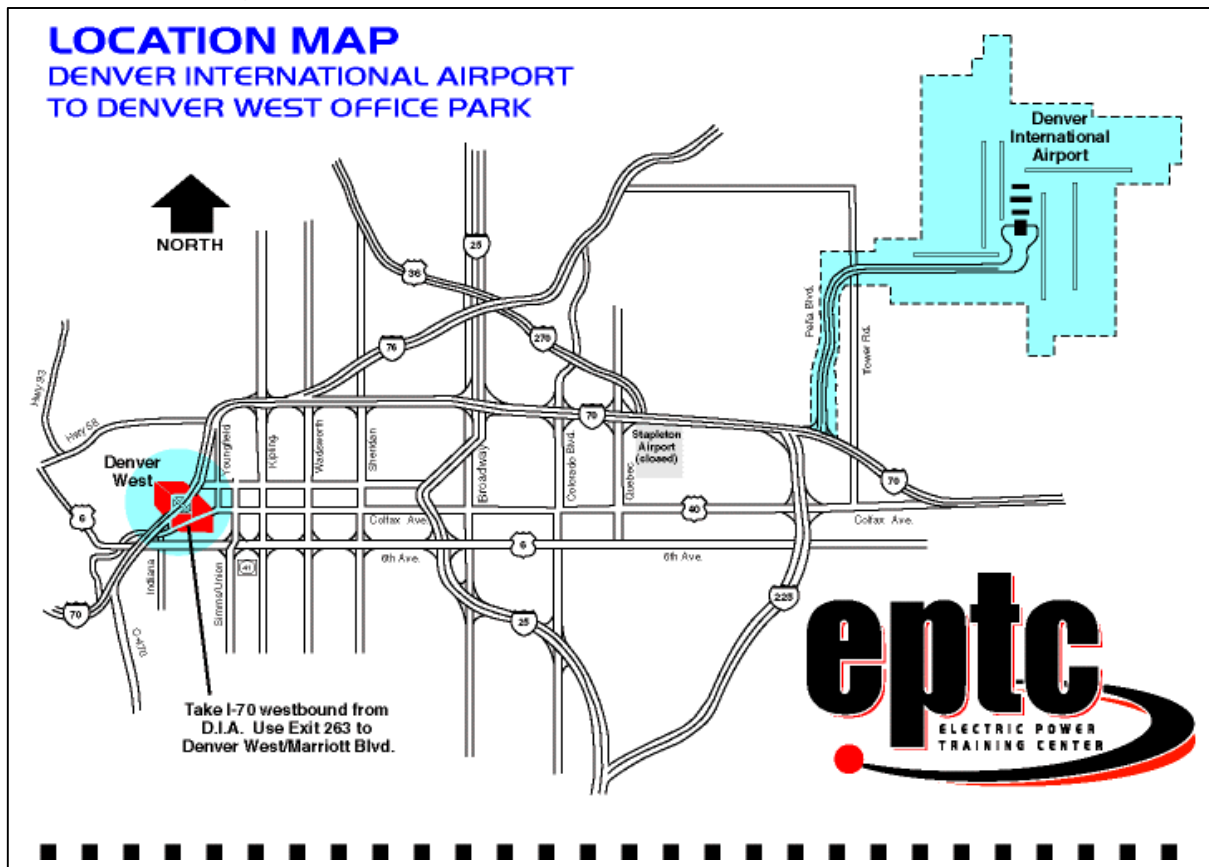 LOCATION MAP
DENVER INTERNATIONAL AIRPORT
TO DENVER WEST OFFICE PARK
NORTH
Denver
International
Airport
25
36
Peña Blvd.
Tower Rd.
270
76
Hwy 93
Hwy 58
70
Stapleton
Airport
(closed)
Youngfield
Kipling
Wadsworth
Sheridan
Broadway
Colorado Blvd.
Quebec
Denver
West
70
40
6
Colfax Ave.
Colfax Ave.
6
6th Ave.
6th Ave.
Indiana
Simms/Union
41
70
C-470
25
225
Take I-70 westbound from
D.I.A. Use Exit 263 to
Denver West/Marriott Blvd.
eptc
ELECTRIC POWER
TRAINING CENTER